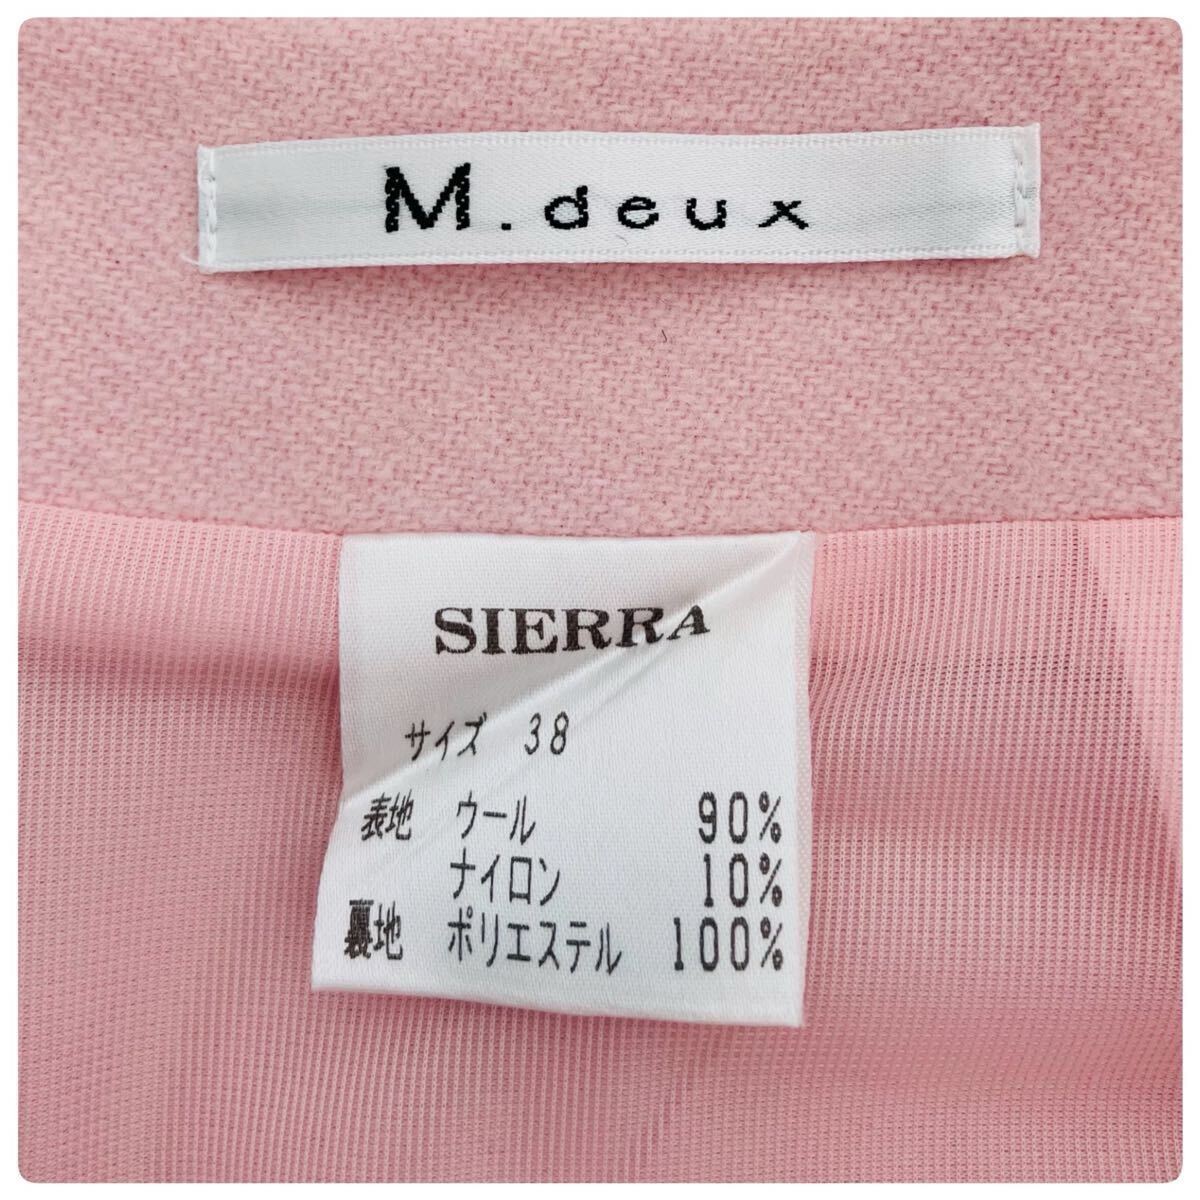 M.deux
SIERRA
サイズ 38
表地 ウール 90%
ナイロン 10%
裏地 ポリエステル 100%